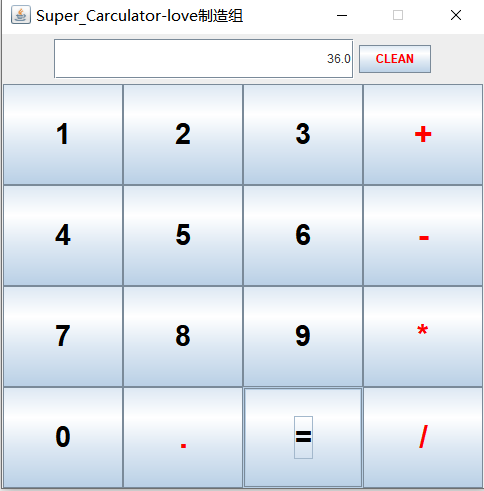 Super_Carculator-love制造组
36.0 CLEAN
1 2 3 +
4 5 6 -
7 8 9 *
0 . = /